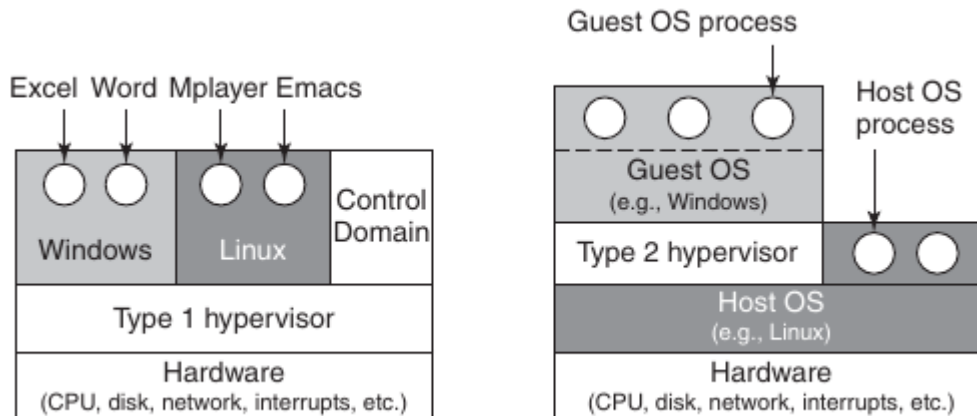 Excel Word Mplayer Emacs
Windows
Linux
Control
Domain
Type 1 hypervisor
Hardware
(CPU, disk, network, interrupts, etc.)
Guest OS process
Host OS
process
Guest OS
(e.g., Windows)
Type 2 hypervisor
Host OS
(e.g., Linux)
Hardware
(CPU, disk, network, interrupts, etc.)